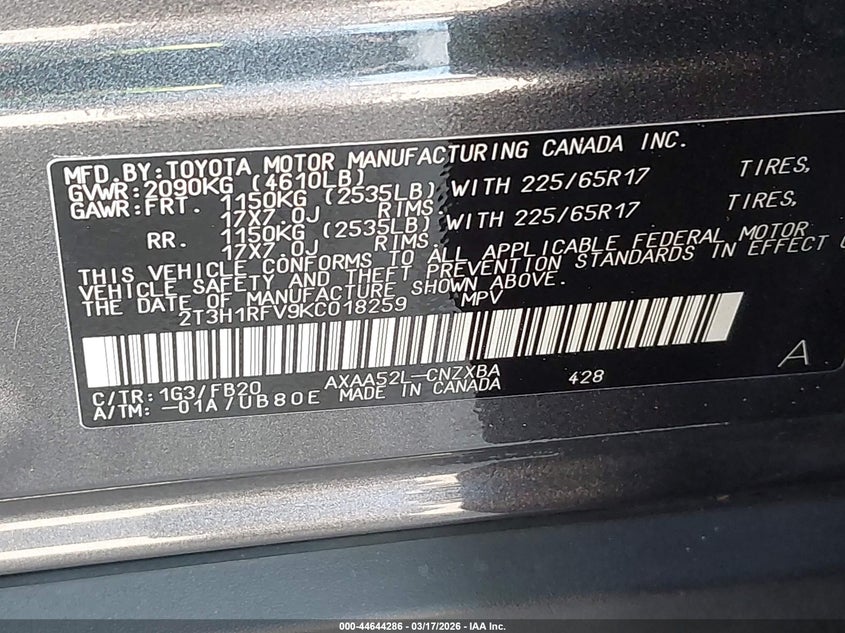 MFD.BY:TOYOTA MOTOR MANUFACTURING CANADA INC.
GVWR:2090KG (4610LB)
GAWR:FRT. 1150KG (2535LB) WITH 225/65R17 TIRES,
17X7.0J RIMS.
RR. 1150KG (2535LB) WITH 225/65R17 TIRES,
17X7.0J RIMS.
THIS VEHICLE CONFORMS TO ALL APPLICABLE FEDERAL MOTOR
VEHICLE SAFETY AND THEFT PREVENTION STANDARDS IN EFFECT
THE DATE OF MANUFACTURE SHOWN ABOVE.
2T3H1RFV9KC018259 MPV
A
C/TR: 1G3/FB20 AXAA52L-CNZXBA 428
A/TM: -01A/UB80E MADE IN CANADA
000-44644286 - 03/17/2026 - IAA Inc.